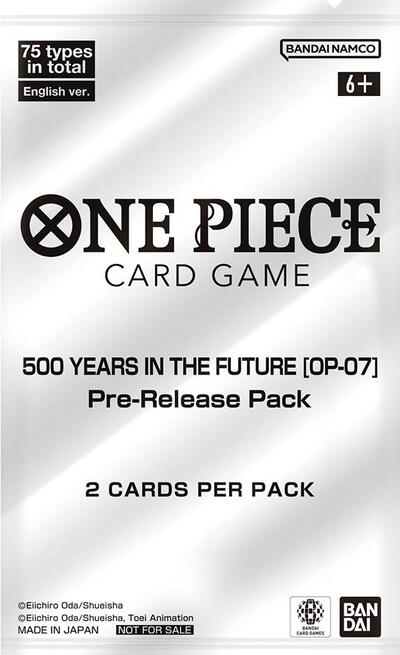 75 types
in total
English ver.
BANDAI NAMCO
6+
ONE PIECE
CARD GAME
500 YEARS IN THE FUTURE [OP-07]
Pre-Release Pack
2 CARDS PER PACK
©Eiichiro Oda/Shueisha
©Eiichiro Oda/Shueisha, Toei Animation
MADE IN JAPAN NOT FOR SALE
BANDAI
CARD GAMES
BAN
DAI